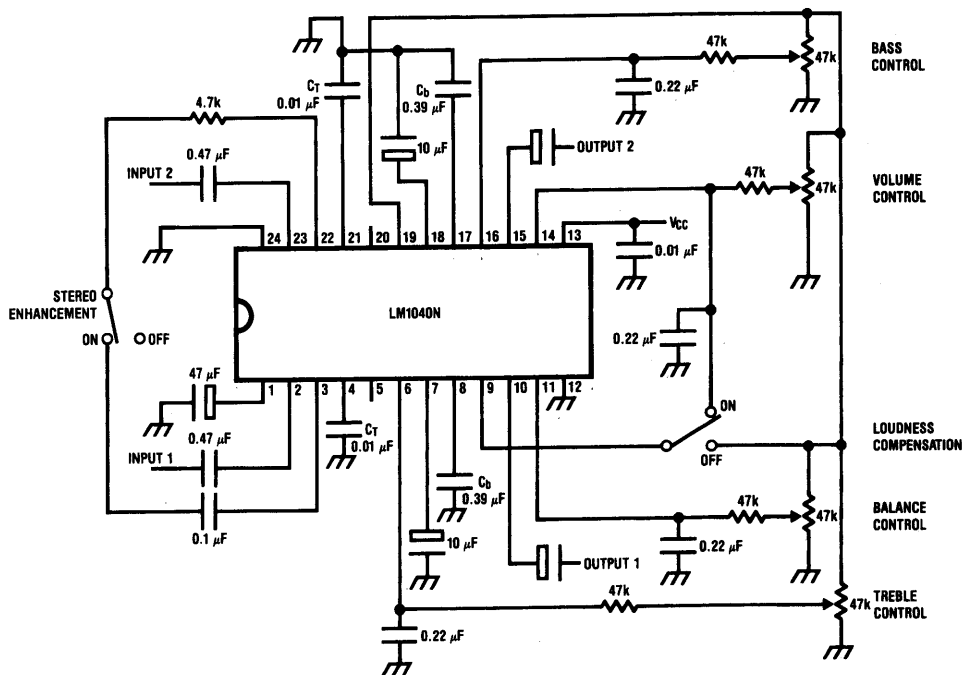 47k
47k
BASS
CONTROL
CT
0.01 µF
Cb
0.39 µF
0.22 µF
4.7k
10 µF
OUTPUT 2
0.47 µF
INPUT 2
47k
47k
VOLUME
CONTROL
VCC
0.01 µF
24 23 22 21 20 19 18 17 16 15 14 13
STEREO
ENHANCEMENT
ON
OFF
LM1040N
0.22 µF
1 2 3 4 5 6 7 8 9 10 11 12
47 µF
ON
OFF
LOUDNESS
COMPENSATION
0.47 µF
INPUT 1
0.1 µF
CT
0.01 µF
Cb
0.39 µF
10 µF
OUTPUT 1
47k
47k
BALANCE
CONTROL
0.22 µF
47k
47k
TREBLE
CONTROL
0.22 µF